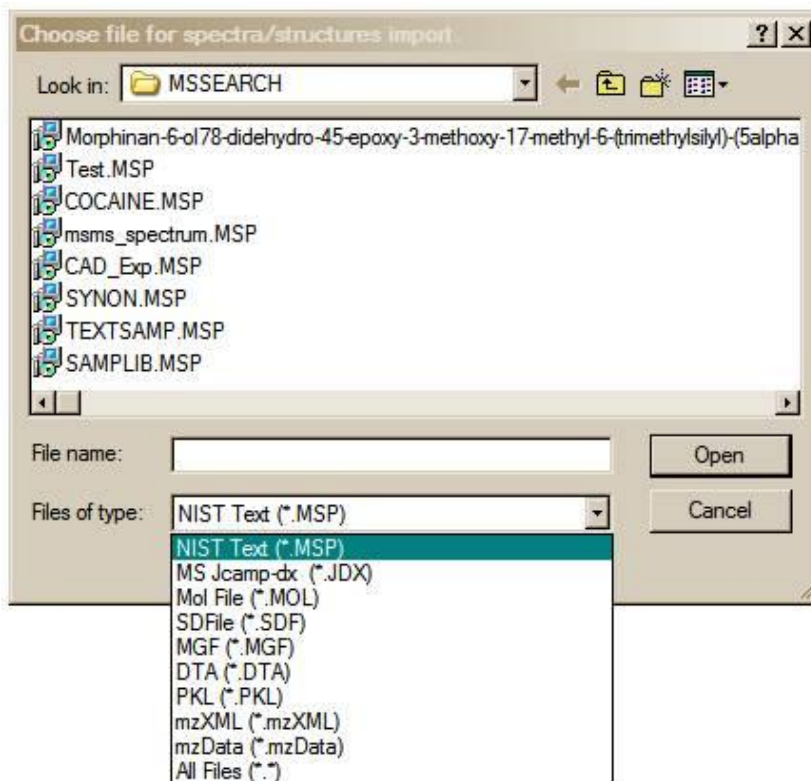 Choose file for spectra/structures import.
Look in: MSSEARCH
Morphinan-6-ol78-didehydro-45-epoxy-3-methoxy-17-methyl-6-(trimethylsilyl)-(5alpha
Test.MSP
COCAINE.MSP
msms_spectrum.MSP
CAD_Exp.MSP
SYNON.MSP
TEXTSAMP.MSP
SAMPLIB.MSP
File name: Open
Files of type: NIST Text (*.MSP) Cancel
NIST Text (*.MSP)
MS Jcamp-dx (*.JDX)
Mol File (*.MOL)
SDFile (*.SDF)
MGF (*.MGF)
DTA (*.DTA)
PKL (*.PKL)
mzXML (*.mzXML)
mzData (*.mzData)
All Files (*.*)